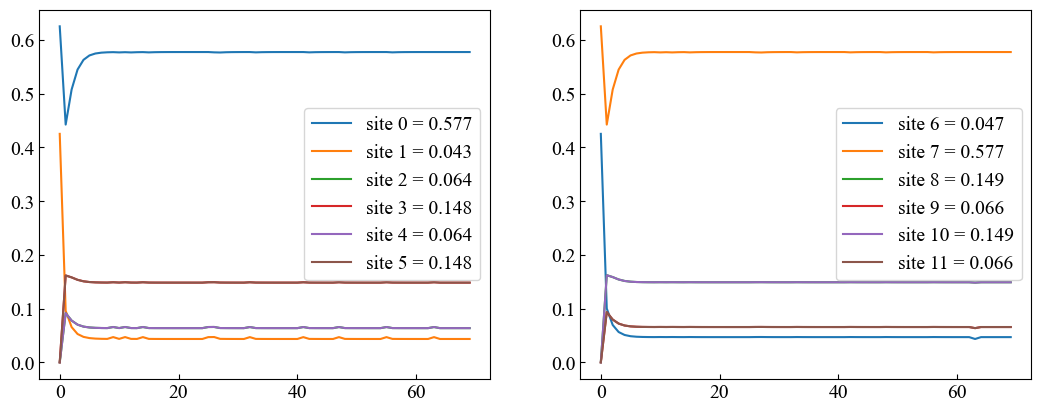 0.6
0.5
0.4
0.3
0.2
0.1
0.0
0
20
40
60
site 0 = 0.577
site 1 = 0.043
site 2 = 0.064
site 3 = 0.148
site 4 = 0.064
site 5 = 0.148
0.6
0.5
0.4
0.3
0.2
0.1
0.0
0
20
40
60
site 6 = 0.047
site 7 = 0.577
site 8 = 0.149
site 9 = 0.066
site 10 = 0.149
site 11 = 0.066